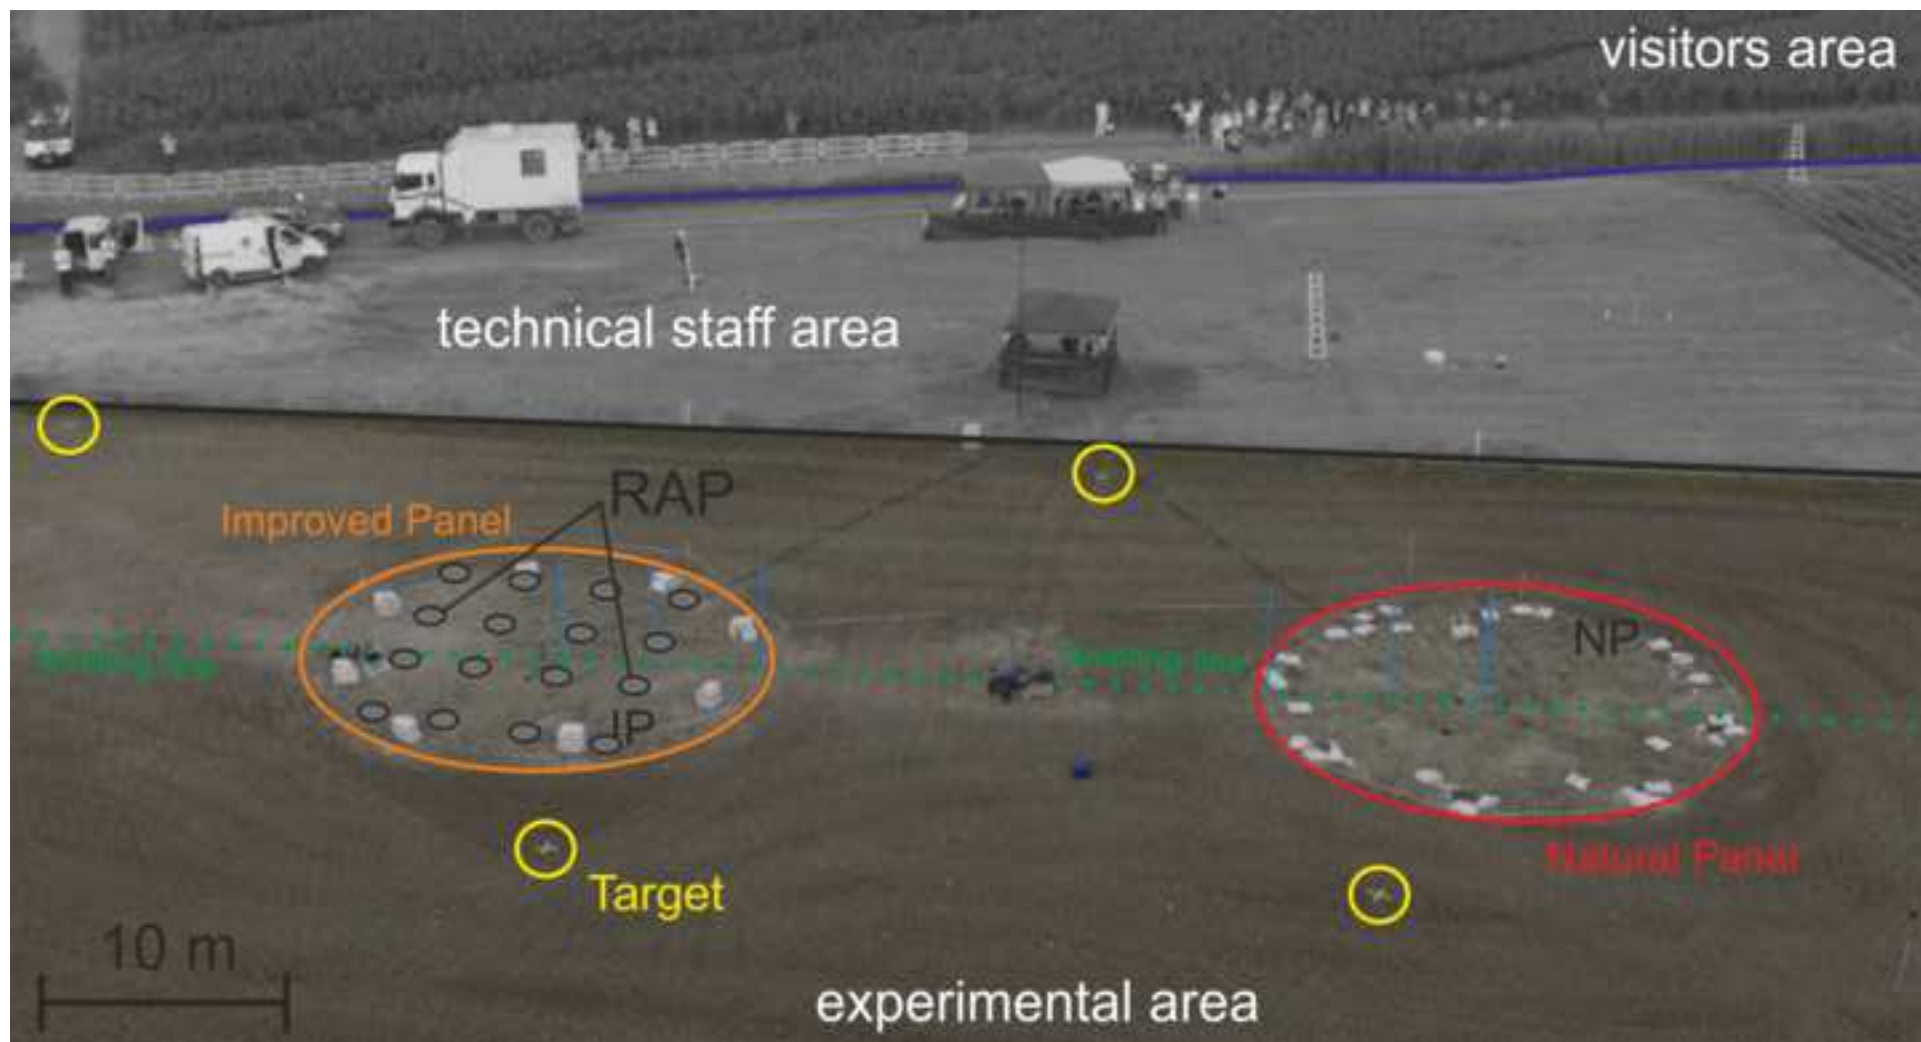 visitors area
technical staff area
RAP
Improved Panel
NP
IP
Natural Panel
Target
10 m
experimental area